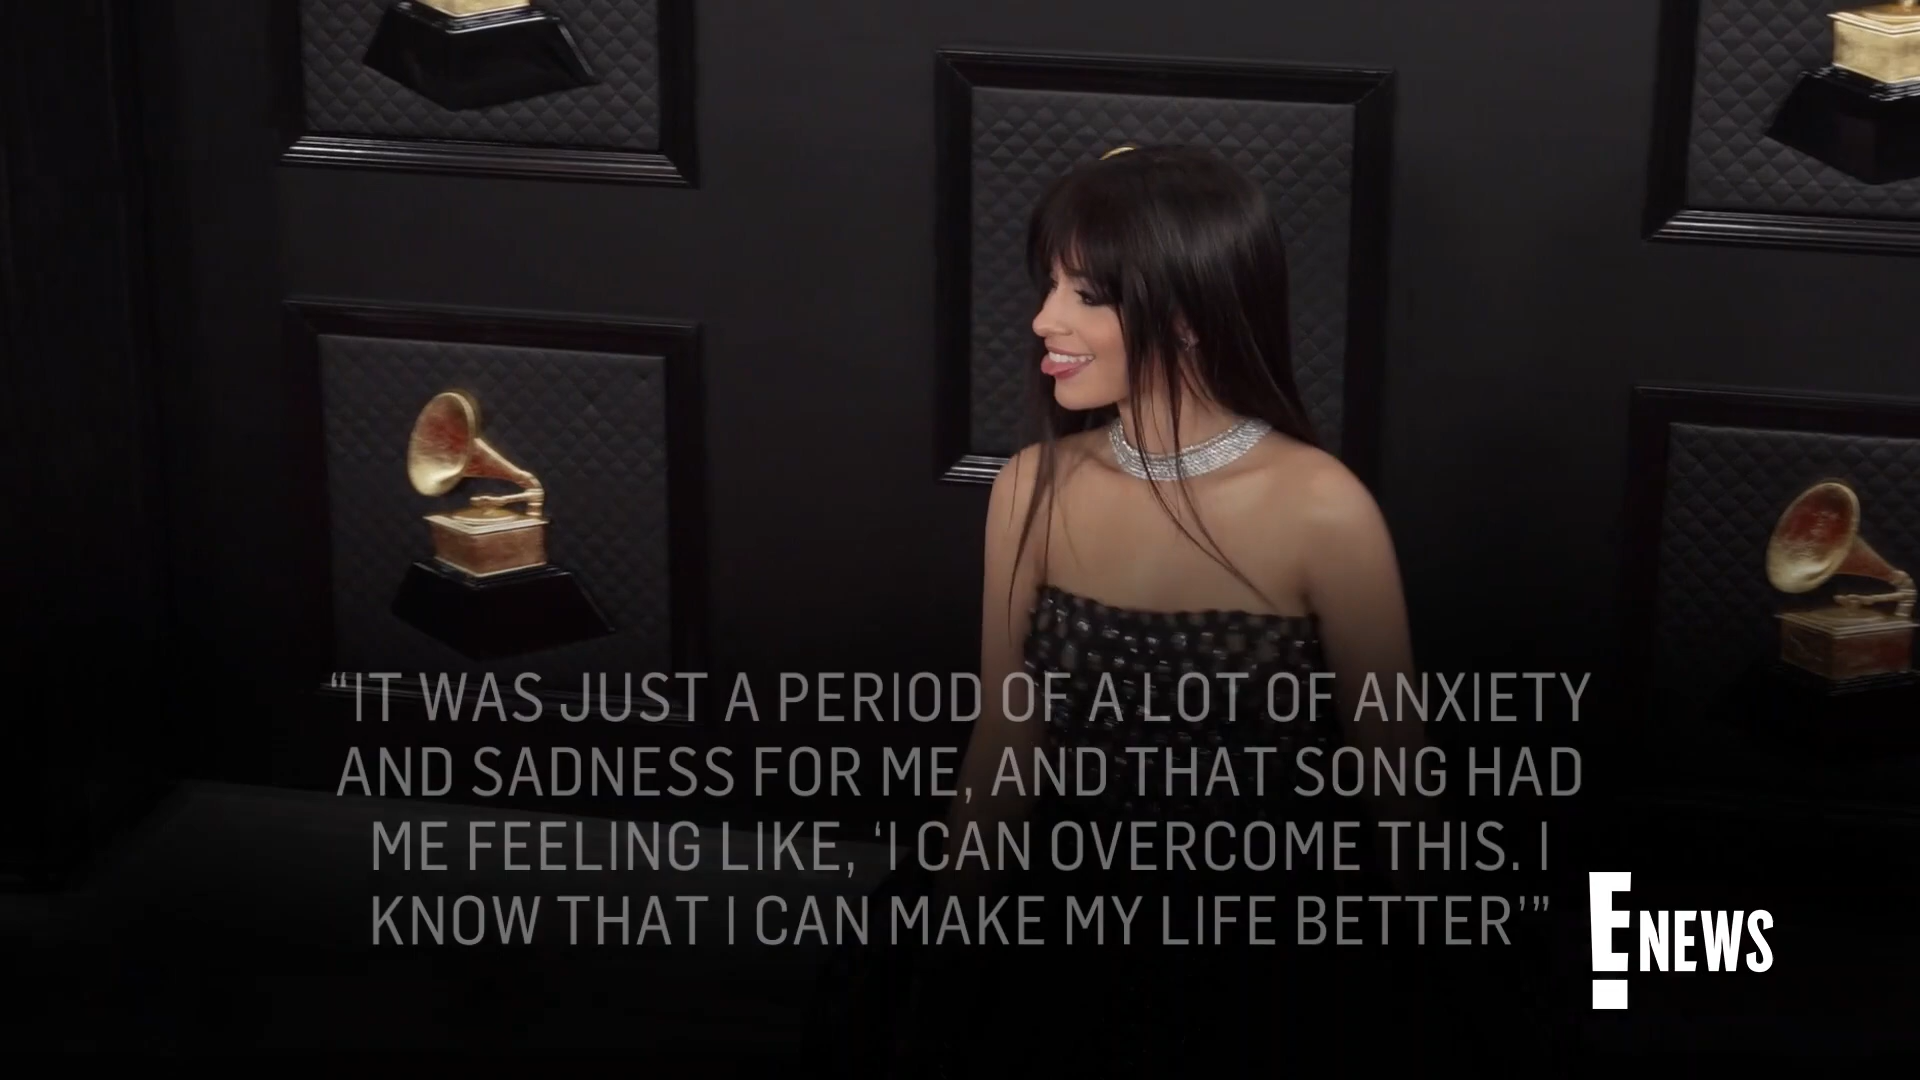 “IT WAS JUST A PERIOD OF A LOT OF ANXIETY
AND SADNESS FOR ME, AND THAT SONG HAD
ME FEELING LIKE, ‘I CAN OVERCOME THIS. I
KNOW THAT I CAN MAKE MY LIFE BETTER’”
E! NEWS